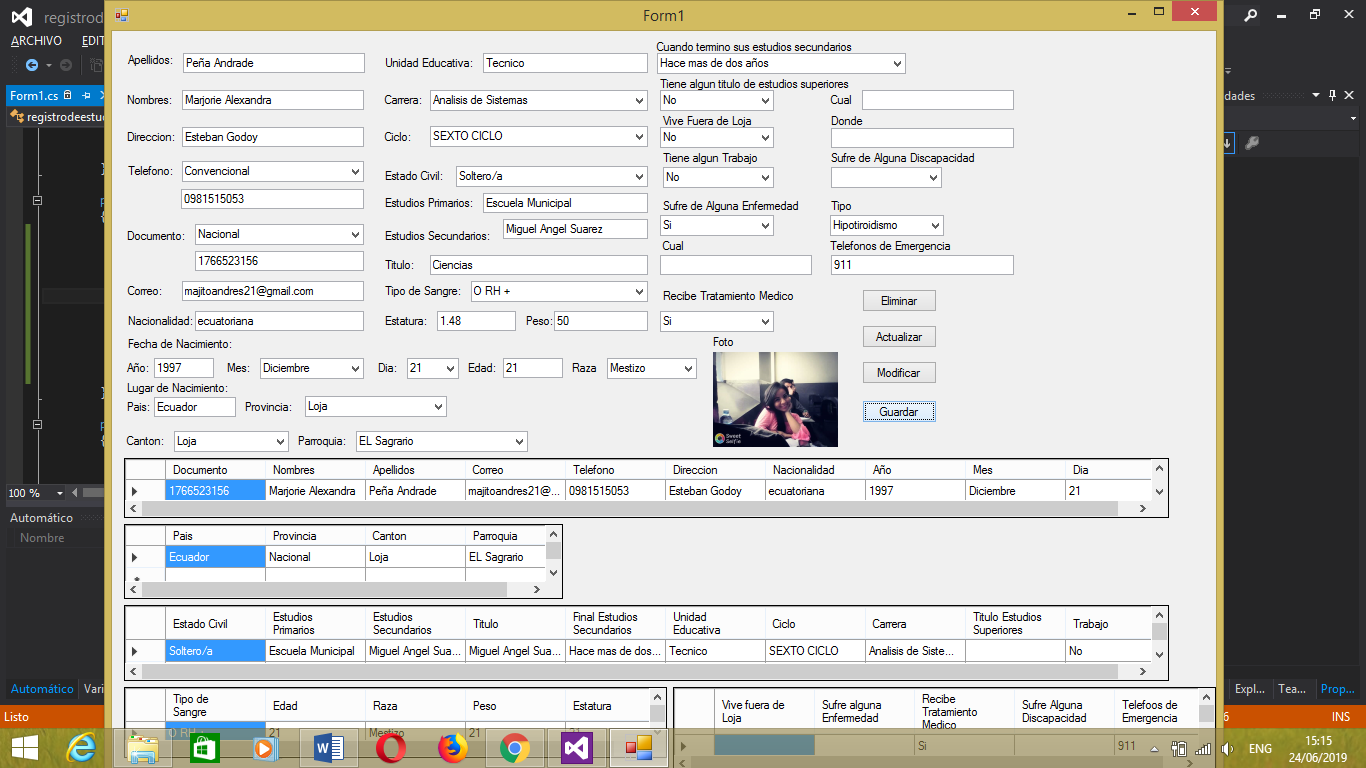 Form1
registrod
ARCHIVO EDIT
Form1.cs
registrodeestu
dades
Apellidos: Peña Andrade Unidad Educativa: Tecnico
Cuando termino sus estudios secundarios
Hace mas de dos años
Tiene algun titulo de estudios superiores
Nombres: Marjorie Alexandra Carrera: Analisis de Sistemas No Cual
Vive Fuera de Loja Donde
Direccion: Esteban Godoy Ciclo: SEXTO CICLO No
Tiene algun Trabajo Sufre de Alguna Discapacidad
Telefono: Convencional Estado Civil: Soltero/a No
0981515053 Estudios Primarios: Escuela Municipal
Sufre de Alguna Enfermedad Tipo
Si Hipotiroidismo
Documento: Nacional Estudios Secundarios: Miguel Angel Suarez
Cual Telefonos de Emergencia
1766523156 Titulo: Ciencias 911
Correo: majitoandres21@gmail.com Tipo de Sangre: O RH +
Recibe Tratamiento Medico Eliminar
Nacionalidad: ecuatoriana Estatura: 1.48 Peso: 50 Si
Actualizar
Fecha de Nacimiento: Foto
Año: 1997 Mes: Diciembre Dia: 21 Edad: 21 Raza Mestizo
Modificar
Lugar de Nacimiento:
Pais: Ecuador Provincia: Loja
Guardar
Canton: Loja Parroquia: EL Sagrario
Sweet
Selfie
Documento Nombres Apellidos Correo Telefono Direccion Nacionalidad Año Mes Dia
1766523156 Marjorie Alexandra Peña Andrade majitoandres21@... 0981515053 Esteban Godoy ecuatoriana 1997 Diciembre 21
Pais Provincia Canton Parroquia
Ecuador Nacional Loja EL Sagrario
Estado Civil Estudios Primarios Estudios Secundarios Titulo Final Estudios Secundarios Unidad Educativa Ciclo Carrera Titulo Estudios Superiores Trabajo
Soltero/a Escuela Municipal Miguel Angel Sua... Miguel Angel Sua... Hace mas de dos... Tecnico SEXTO CICLO Analisis de Siste... No
Tipo de Sangre Edad Raza Peso Estatura
O RH + 21 Mestizo 21
Vive fuera de Loja Sufre alguna Enfermedad Recibe Tratamiento Medico Sufre Alguna Discapacidad Telefoos de Emergencia
Si 911
100 %
Automático
Nombre
Automático Vari
Expl... Tea... Prop...
Listo
6 INS
ENG
15:15
24/06/2019